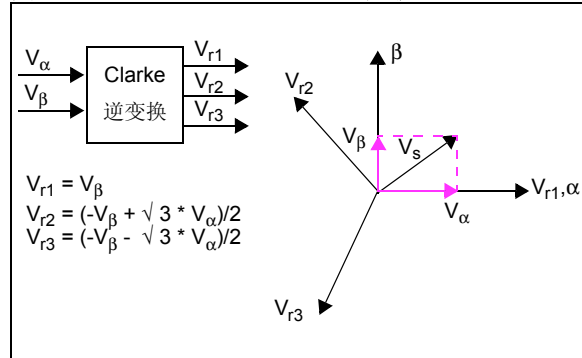 Vα
Vβ
Clarke
逆变换
Vr1
Vr2
Vr3
Vr1 = Vβ
Vr2 = (-Vβ + √ 3 * Vα)/2
Vr3 = (-Vβ - √ 3 * Vα)/2
β
Vr2
Vβ
Vs
Vr1,α
Vα
Vr3